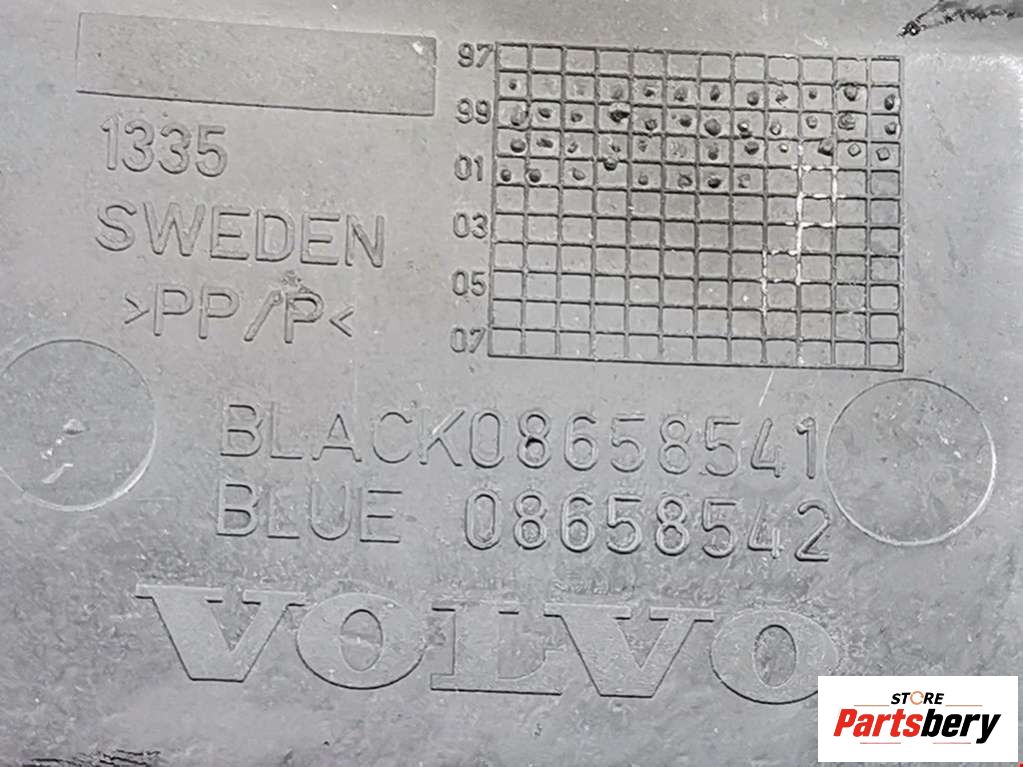 97
99
01
03
05
07
1335
SWEDEN
>PP/P<
BLACK08658541
BLUE 08658542
VOLVO
STORE
Partsbery